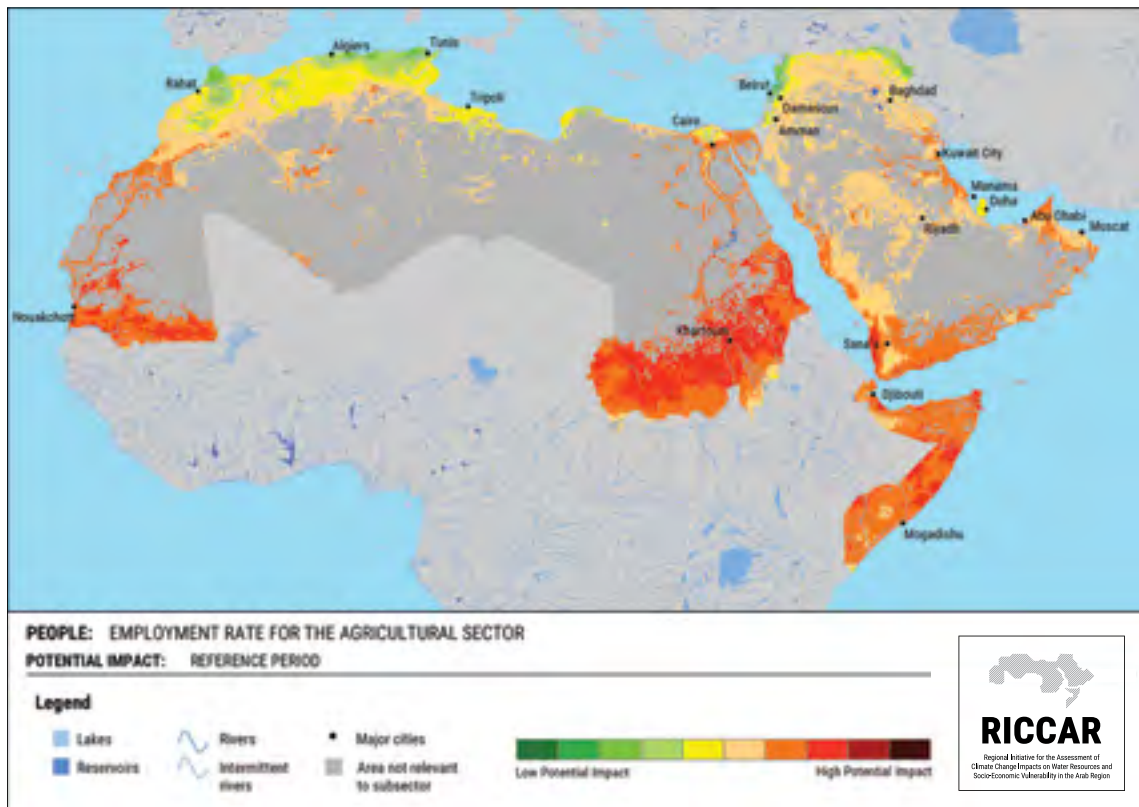 Algiers
Tunis
Rabat
Tripoli
Beirut
Damascus
Baghdad
Cairo
Amman
Kuwait City
Manama
Doha
Abu Dhabi
Riyadh
Muscat
Nouakchott
Khartoum
Sana'a
Djibouti
Mogadishu
PEOPLE: EMPLOYMENT RATE FOR THE AGRICULTURAL SECTOR
POTENTIAL IMPACT: REFERENCE PERIOD
Legend
Lakes
Rivers
Major cities
Reservoirs
Intermittent
rivers
Area not relevant
to subsector
Low Potential Impact
High Potential Impact
RICCAR
Regional Initiative for the Assessment of
Climate Change Impacts on Water Resources and
Socio-Economic Vulnerability in the Arab Region